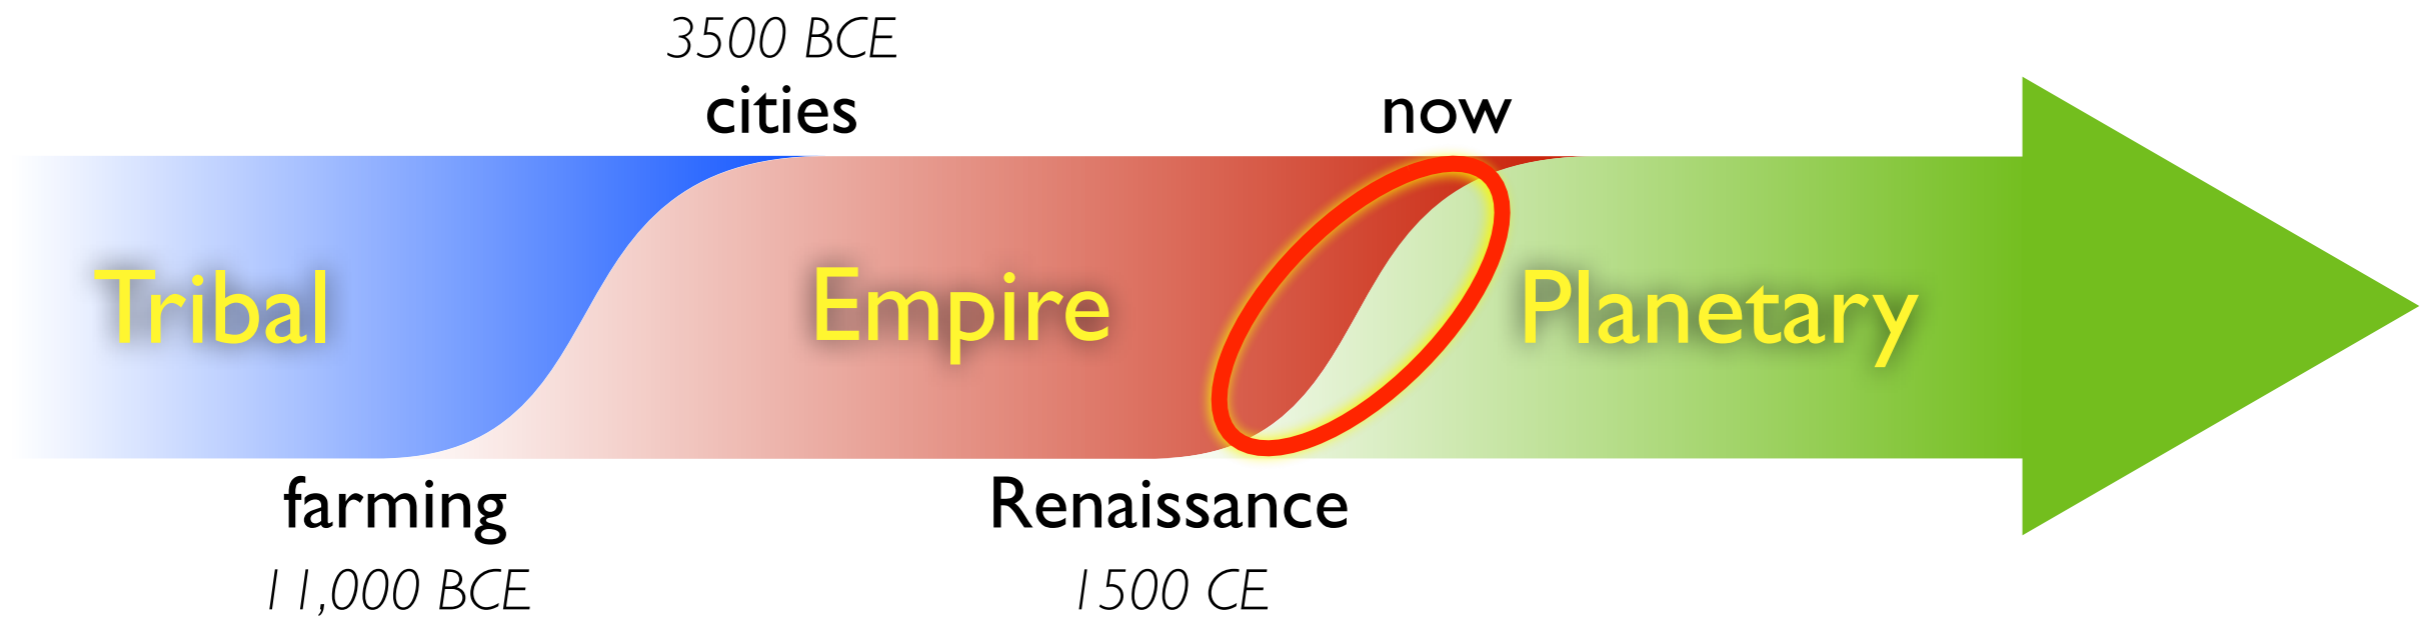 3500 BCE
cities
now
Tribal
Empire
Planetary
farming
Renaissance
11,000 BCE
1500 CE